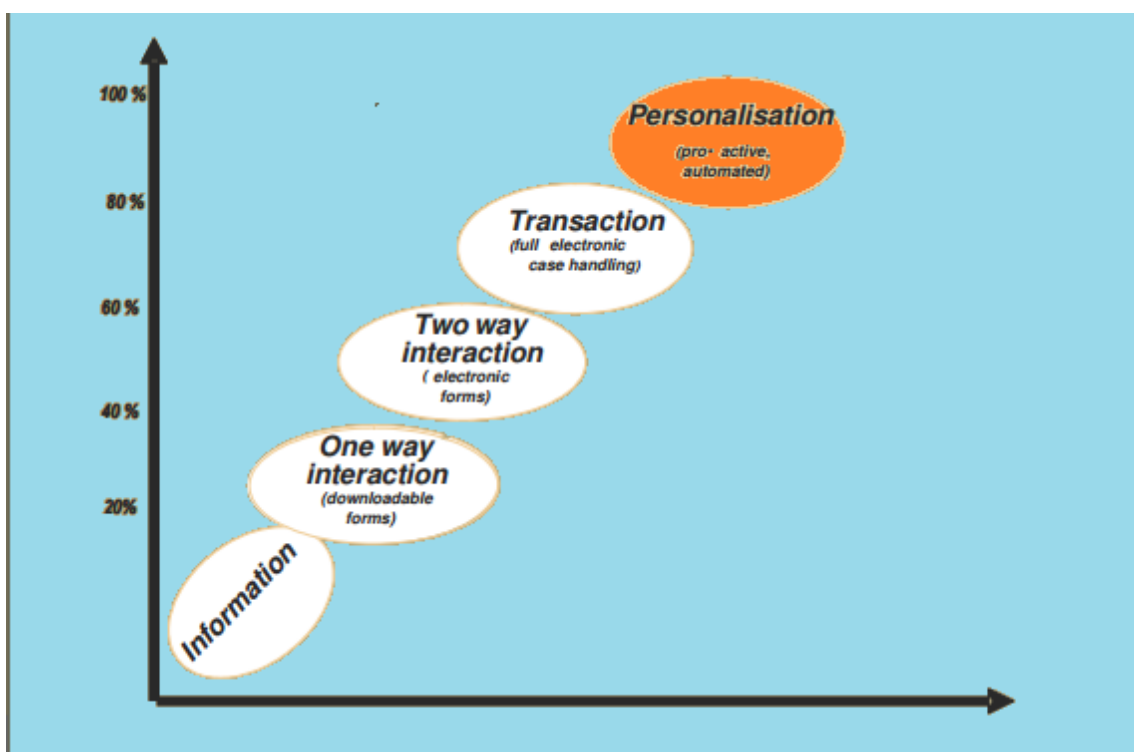 100 %
Personalisation
(pro- active,
automated)
80 %
Transaction
(full electronic
case handling)
60 %
Two way
interaction
( electronic
forms)
40 %
One way
interaction
(downloadable
forms)
20%
Information